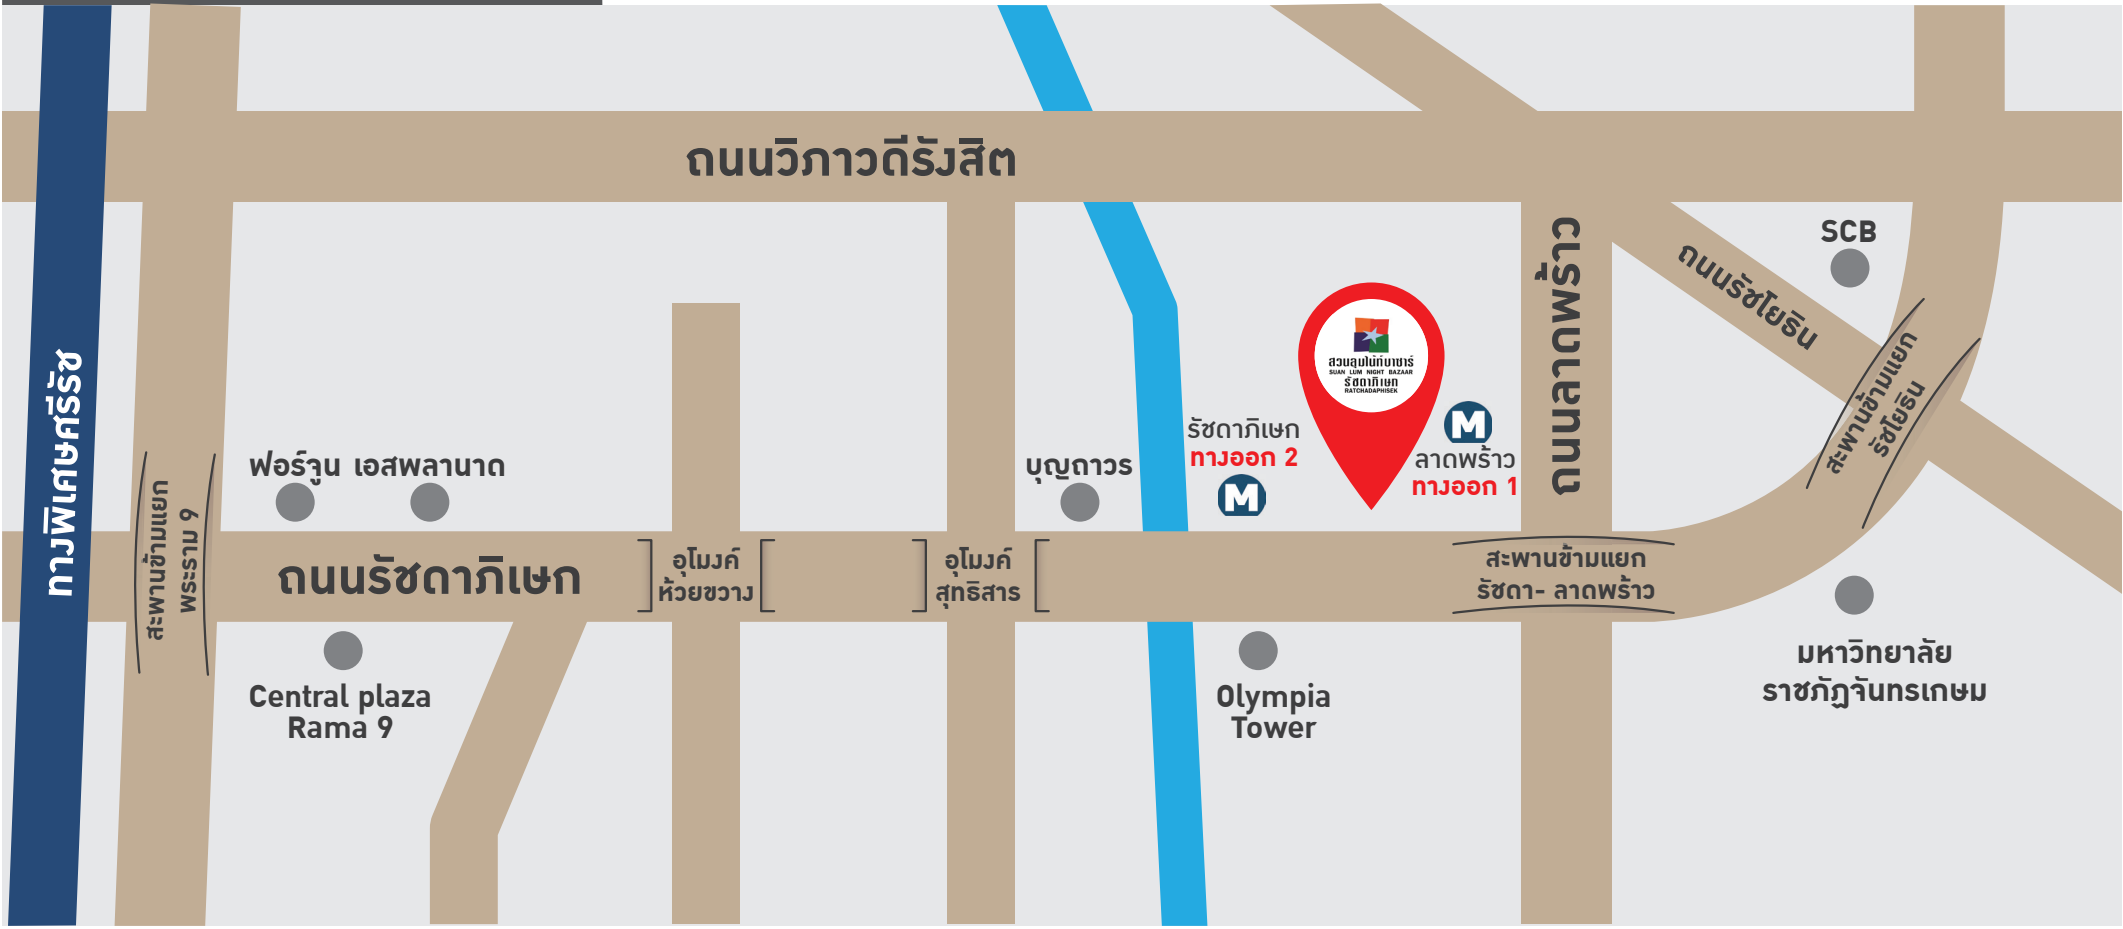 ถนนวิภาวดีรังสิต
SCB
ถนนลาดพร้าว
ถนนรัชโยธิน
สะพานข้ามแยก
รัชโยธิน
ทางพิเศษศรีรัช
สวนลุมไนท์บาซาร์
SUAN LUM NIGHT BAZAAR
รัชดาภิเษก
RATCHADAPHISEK
M
รัชดาภิเษก
ทางออก 2
M
ลาดพร้าว
ทางออก 1
ฟอร์จูน เอสพลานาด
บุญถาวร
สะพานข้ามแยก
พระราม 9
ถนนรัชดาภิเษก
อุโมงค์
ห้วยขวาง
อุโมงค์
สุทธิสาร
สะพานข้ามแยก
รัชดา- ลาดพร้าว
Central plaza
Rama 9
Olympia
Tower
มหาวิทยาลัย
ราชภัฏจันทรเกษม